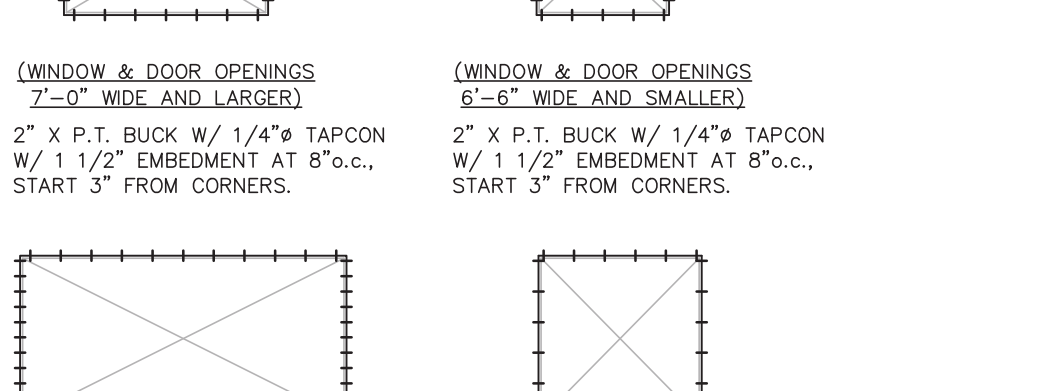 (WINDOW & DOOR OPENINGS
7'-0" WIDE AND LARGER)
2" X P.T. BUCK W/ 1/4"ø TAPCON
W/ 1 1/2" EMBEDMENT AT 8"o.c.,
START 3" FROM CORNERS.
(WINDOW & DOOR OPENINGS
6'-6" WIDE AND SMALLER)
2" X P.T. BUCK W/ 1/4"ø TAPCON
W/ 1 1/2" EMBEDMENT AT 8"o.c.,
START 3" FROM CORNERS.